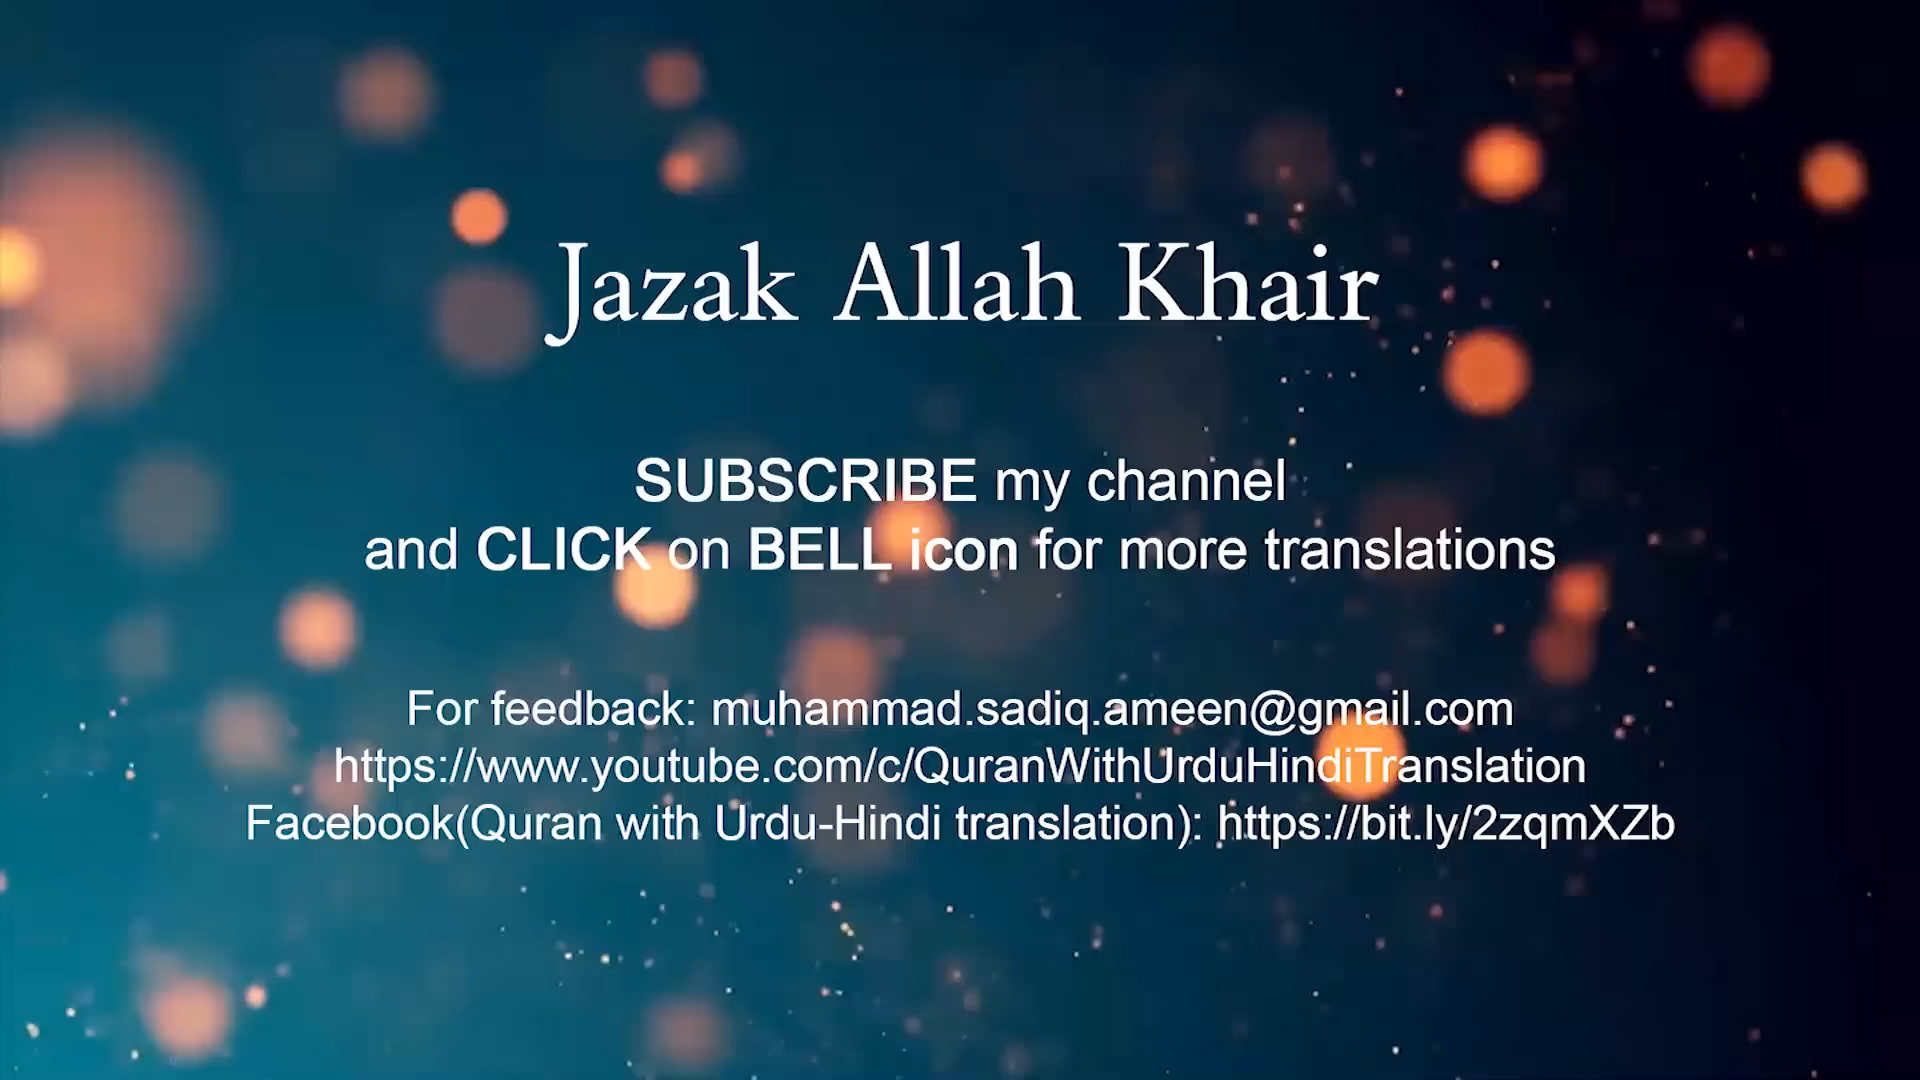 Jazak Allah Khair
SUBSCRIBE my channel
and CLICK on BELL icon for more translations
For feedback: muhammad.sadiq.ameen@gmail.com
https://www.youtube.com/c/QuranWithUrduHindiTranslation
Facebook(Quran with Urdu-Hindi translation): https://bit.ly/2zqmXZb